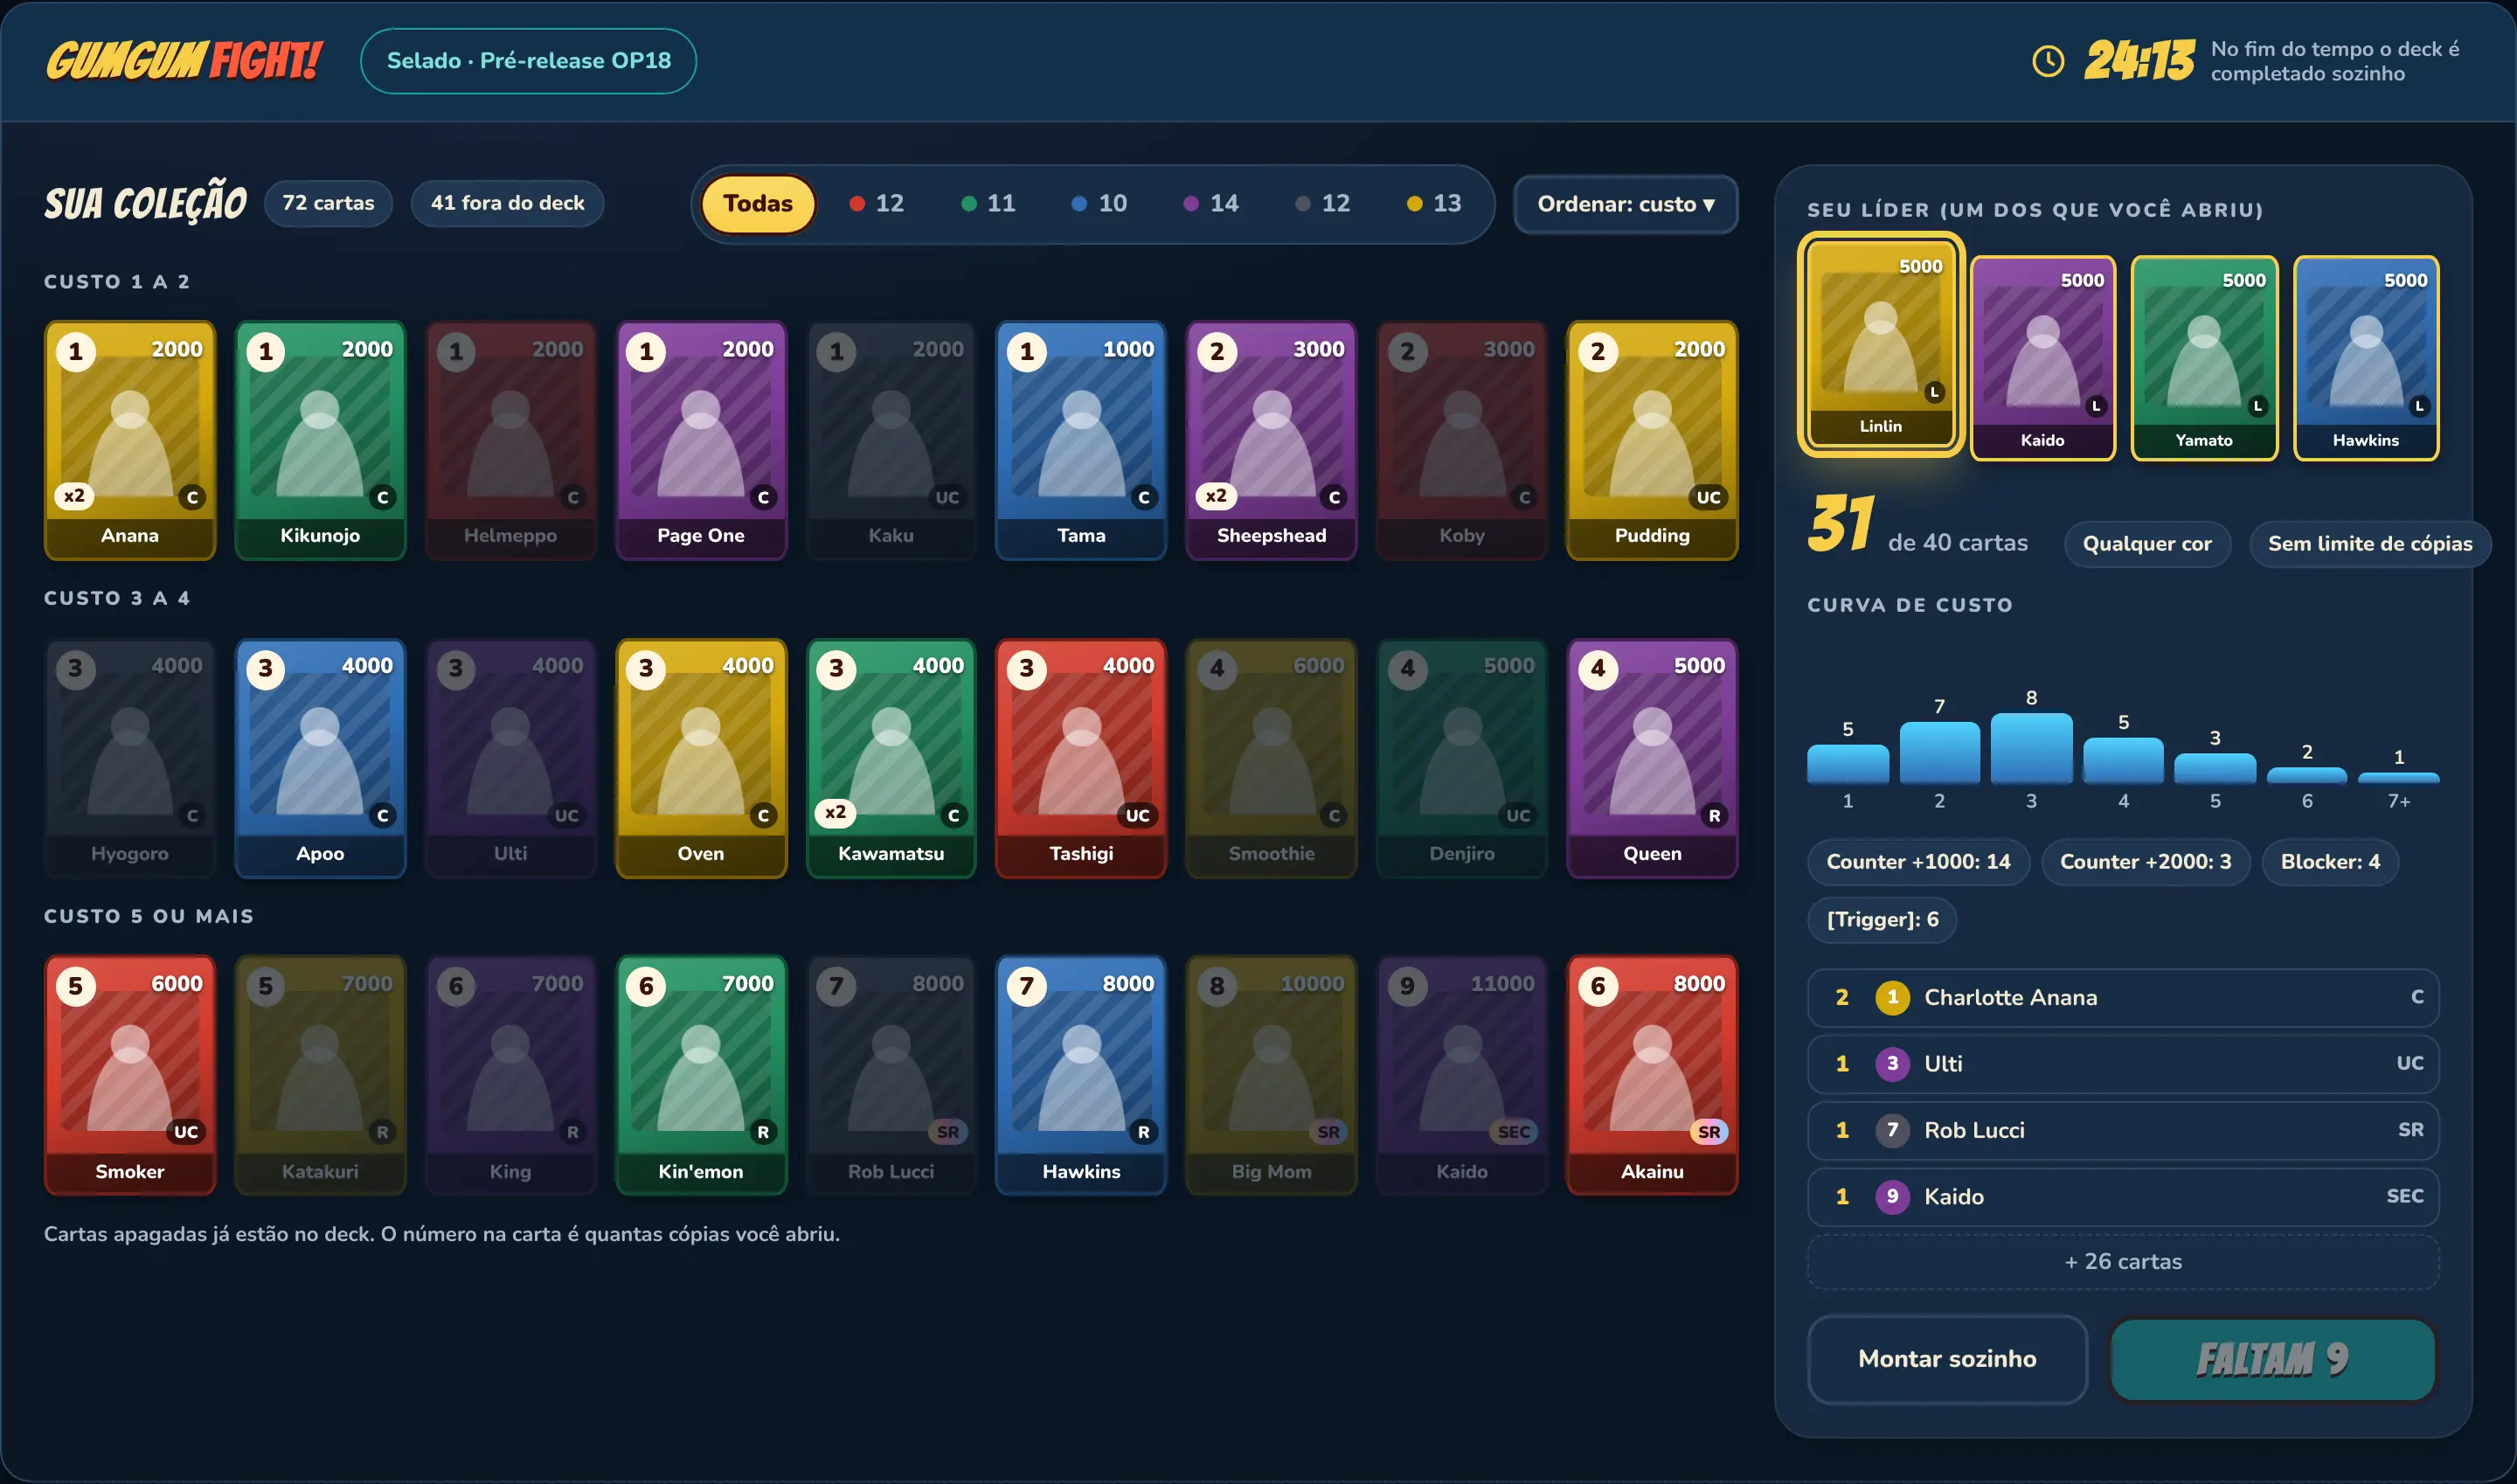 GUMGUM FIGHT!
Selado · Pré-release OP18
24:13
No fim do tempo o deck é
completado sozinho
SUA COLEÇÃO
72 cartas
41 fora do deck
Todas
12
11
10
14
12
13
Ordenar: custo ▾
CUSTO 1 A 2
1 2000
x2 C
Anana
1 2000
C
Kikunojo
1 2000
C
Helmeppo
1 2000
C
Page One
1 2000
UC
Kaku
1 1000
C
Tama
2 3000
x2 C
Sheepshead
2 3000
C
Koby
2 2000
UC
Pudding
CUSTO 3 A 4
3 4000
C
Hyogoro
3 4000
C
Apoo
3 4000
UC
Ulti
3 4000
C
Oven
3 4000
x2 C
Kawamatsu
3 4000
UC
Tashigi
4 6000
C
Smoothie
4 5000
UC
Denjiro
4 5000
R
Queen
CUSTO 5 OU MAIS
5 6000
UC
Smoker
5 7000
R
Katakuri
6 7000
R
King
6 7000
R
Kin'emon
7 8000
SR
Rob Lucci
7 8000
R
Hawkins
8 10000
SR
Big Mom
9 11000
SEC
Kaido
6 8000
SR
Akainu
Cartas apagadas já estão no deck. O número na carta é quantas cópias você abriu.
SEU LÍDER (UM DOS QUE VOCÊ ABRIU)
5000
L
Linlin
5000
L
Kaido
5000
L
Yamato
5000
L
Hawkins
31 de 40 cartas
Qualquer cor
Sem limite de cópias
CURVA DE CUSTO
5 7 8 5 3 2 1
1 2 3 4 5 6 7+
Counter +1000: 14
Counter +2000: 3
Blocker: 4
[Trigger]: 6
2 1 Charlotte Anana C
1 3 Ulti UC
1 7 Rob Lucci SR
1 9 Kaido SEC
+ 26 cartas
Montar sozinho
FALTAM 9